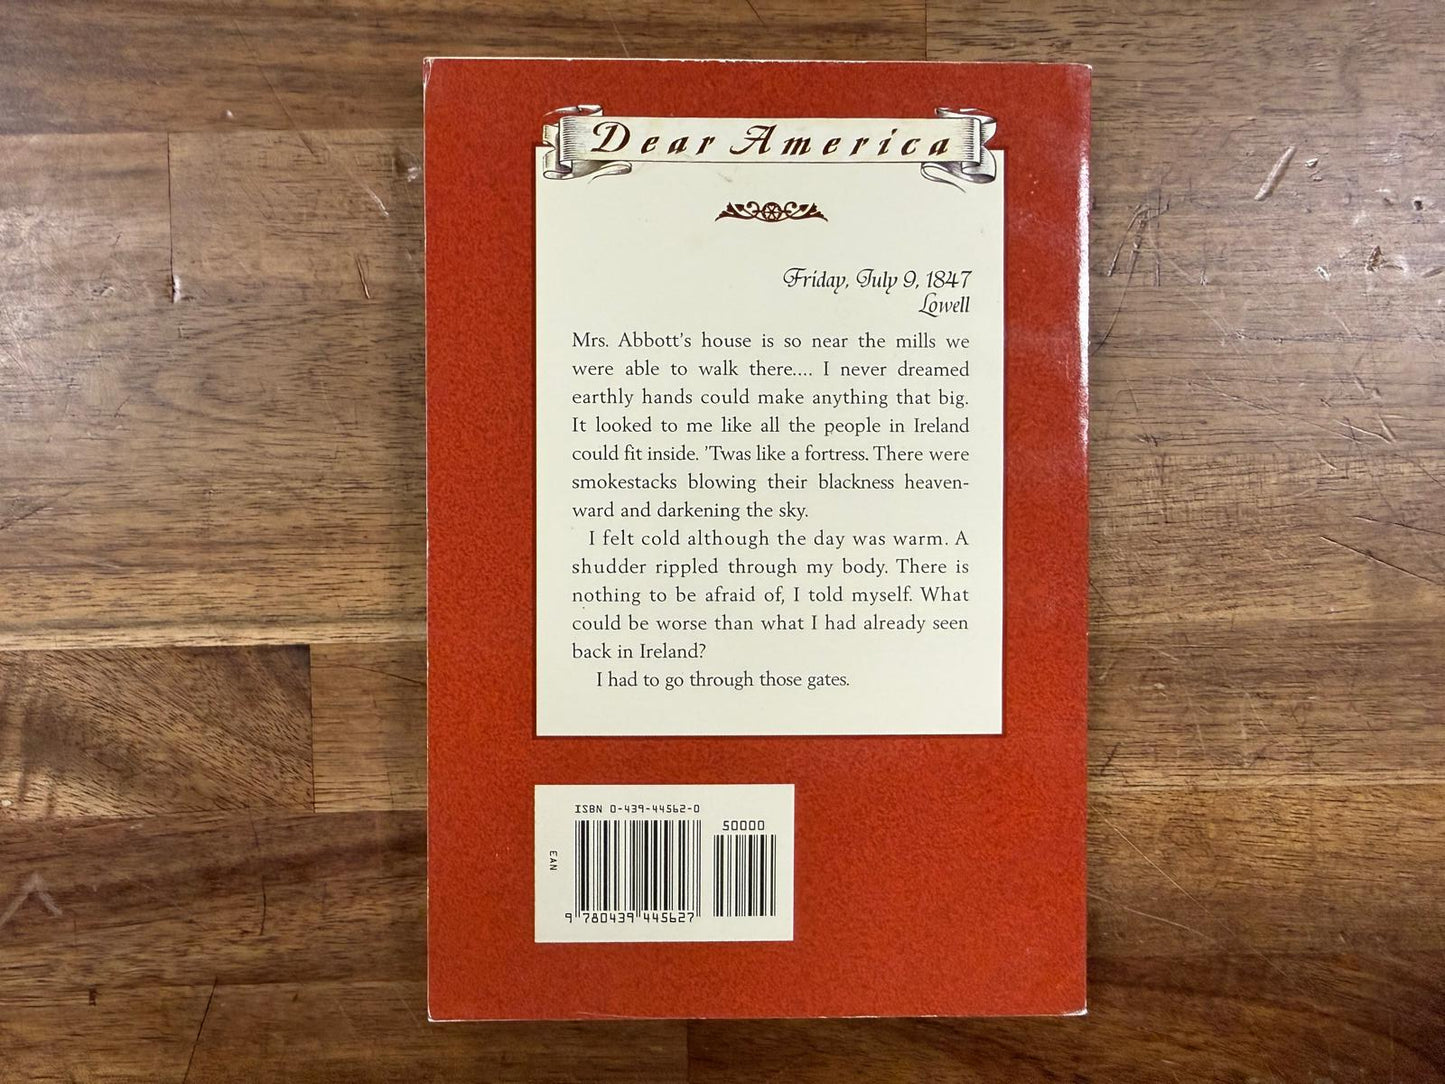 Dear America
Friday, July 9, 1847
Lowell
Mrs. Abbott's house is so near the mills we
were able to walk there.... I never dreamed
earthly hands could make anything that big.
It looked to me like all the people in Ireland
could fit inside. 'Twas like a fortress. There were
smokestacks blowing their blackness heaven-
ward and darkening the sky.
I felt cold although the day was warm. A
shudder rippled through my body. There is
nothing to be afraid of, I told myself. What
could be worse than what I had already seen
back in Ireland?
I had to go through those gates.
ISBN 0-439-44562-0
50000
EAN
9 780439 445627